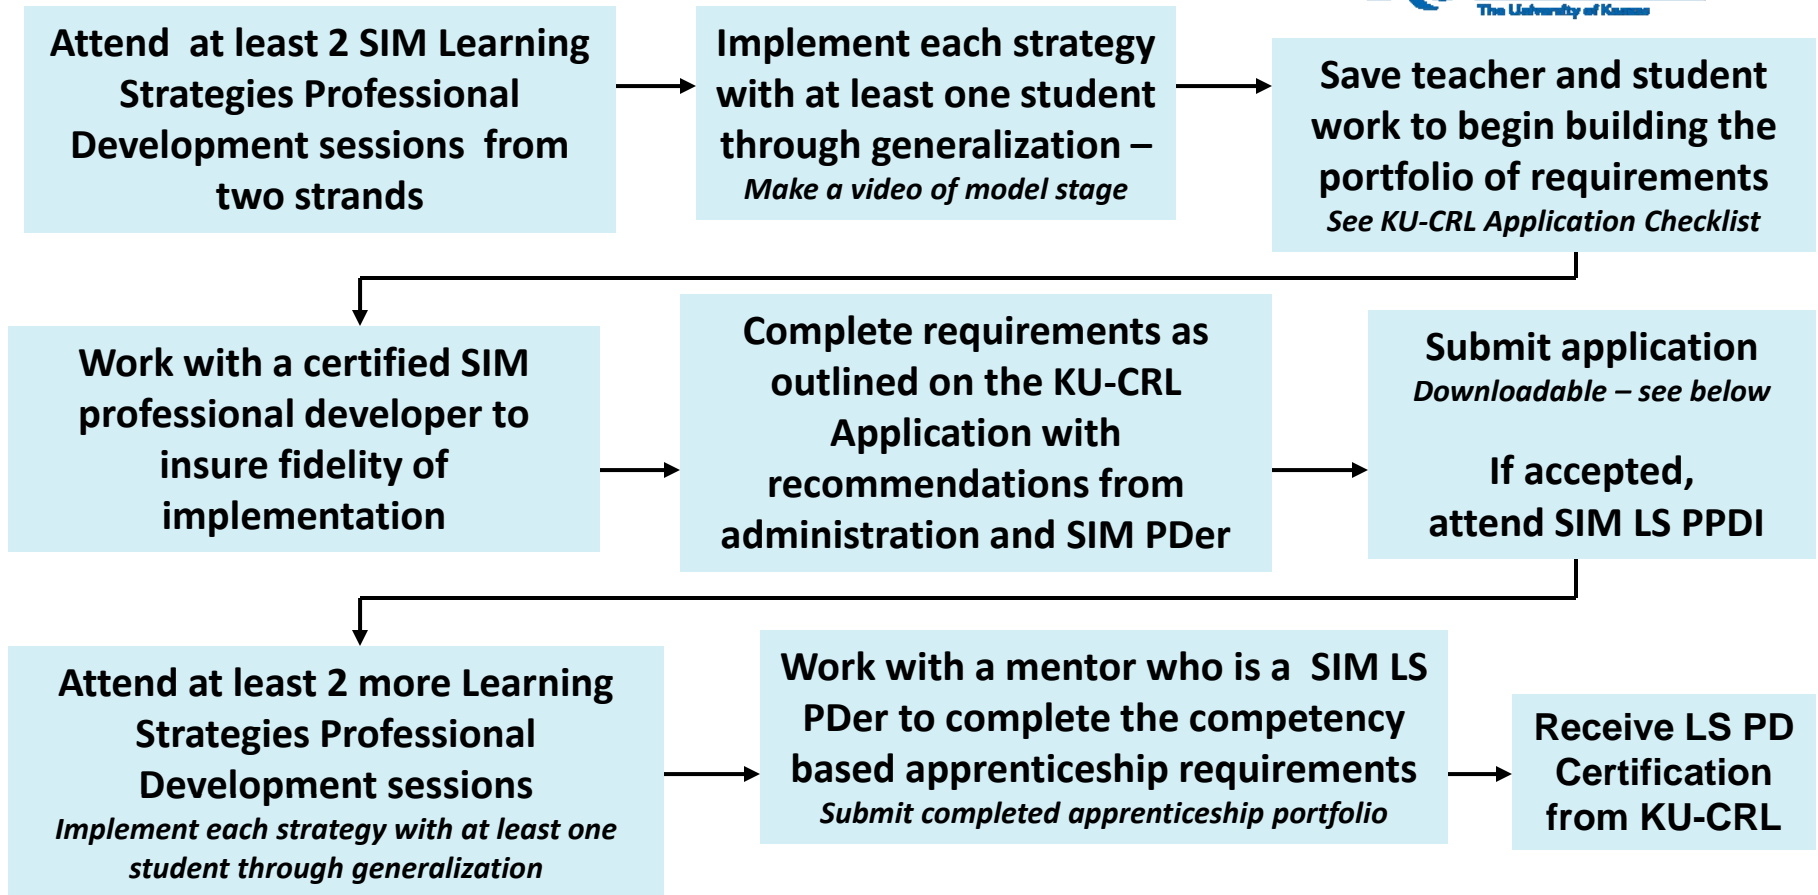 The University of Kansas
Attend at least 2 SIM Learning
Strategies Professional
Development sessions from
two strands
Implement each strategy
with at least one student
through generalization –
Make a video of model stage
Save teacher and student
work to begin building the
portfolio of requirements
See KU-CRL Application Checklist
Work with a certified SIM
professional developer to
insure fidelity of
implementation
Complete requirements as
outlined on the KU-CRL
Application with
recommendations from
administration and SIM PDer
Submit application
Downloadable – see below
If accepted,
attend SIM LS PPDI
Attend at least 2 more Learning
Strategies Professional
Development sessions
Implement each strategy with at least one
student through generalization
Work with a mentor who is a SIM LS
PDer to complete the competency
based apprenticeship requirements
Submit completed apprenticeship portfolio
Receive LS PD
Certification
from KU-CRL